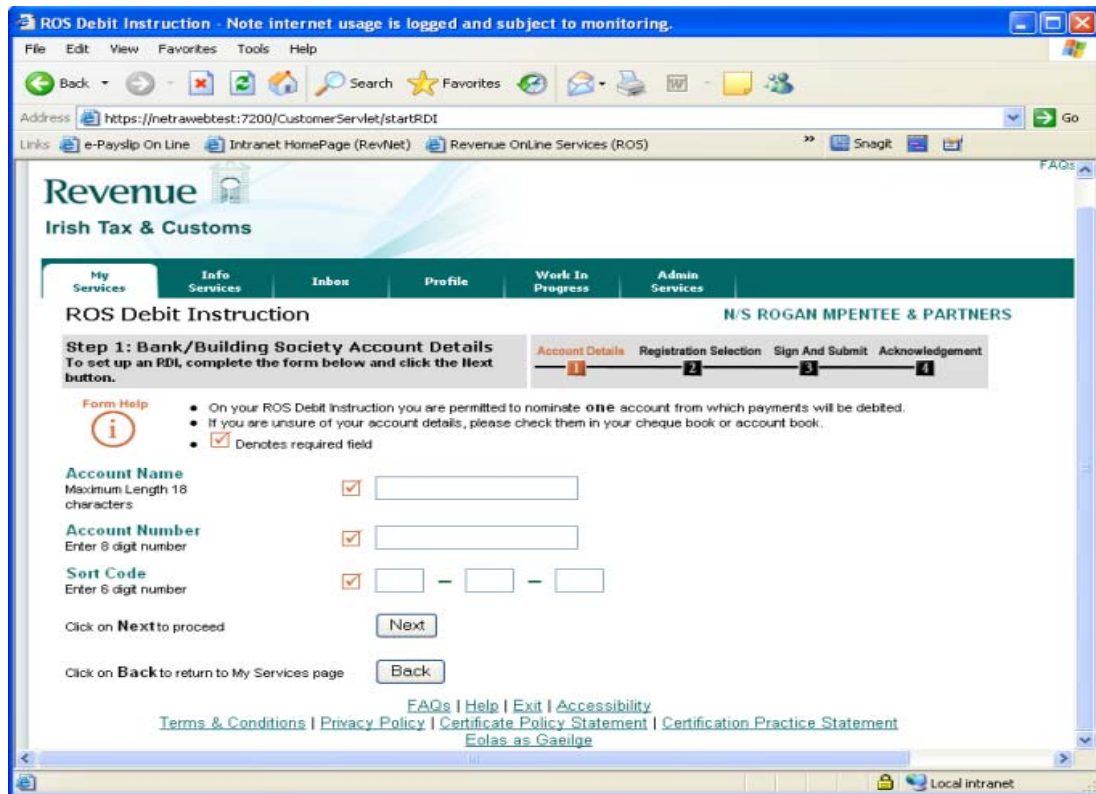 ROS Debit Instruction - Note internet usage is logged and subject to monitoring.
File Edit View Favorites Tools Help
Back Search Favorites
Address https://netrawebtest:7200/CustomerServlet/startRDI Go
Links e-Payslip On Line Intranet HomePage (RevNet) Revenue OnLine Services (ROS) » SnagIt
FAQs
Revenue
Irish Tax & Customs
My Services Info Services Inbox Profile Work In Progress Admin Services
ROS Debit Instruction N/S ROGAN MPENTEE & PARTNERS
Step 1: Bank/Building Society Account Details
To set up an RDI, complete the form below and click the Next
button.
Account Details Registration Selection Sign And Submit Acknowledgement
1 2 3 4
Form Help
i
• On your ROS Debit Instruction you are permitted to nominate one account from which payments will be debited.
• If you are unsure of your account details, please check them in your cheque book or account book.
• Denotes required field
Account Name
Maximum Length 18
characters
Account Number
Enter 8 digit number
Sort Code
Enter 6 digit number
– –
Click on Next to proceed Next
Click on Back to return to My Services page Back
FAQs | Help | Exit | Accessibility
Terms & Conditions | Privacy Policy | Certificate Policy Statement | Certification Practice Statement
Eolas as Gaeilge
Local intranet